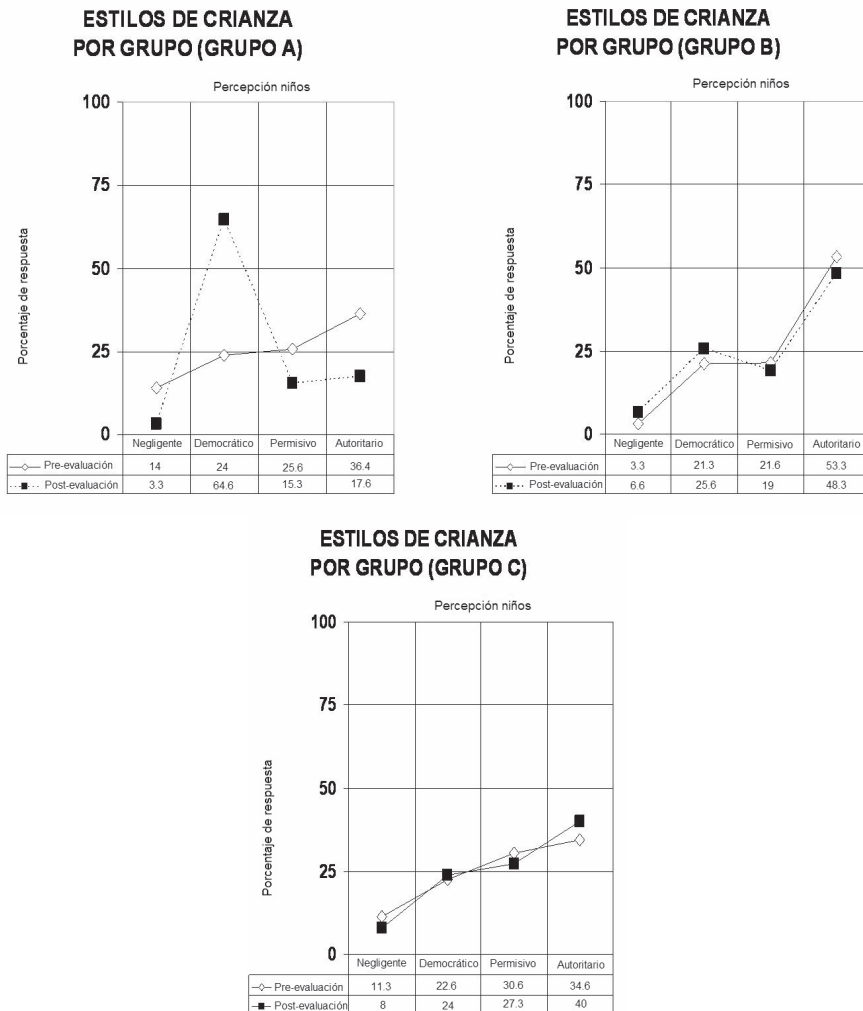 ESTILOS DE CRIANZA
POR GRUPO (GRUPO A)
Percepción niños
Porcentaje de respuesta
100
75
50
25
0
Negligente Democrático Permisivo Autoritario
Pre-evaluación 14 24 25.6 36.4
Post-evaluación 3.3 64.6 15.3 17.6
ESTILOS DE CRIANZA
POR GRUPO (GRUPO B)
Percepción niños
Porcentaje de respuesta
100
75
50
25
0
Negligente Democrático Permisivo Autoritario
Pre-evaluación 3.3 21.3 21.6 53.3
Post-evaluación 6.6 25.6 19 48.3
ESTILOS DE CRIANZA
POR GRUPO (GRUPO C)
Percepción niños
Porcentaje de respuesta
100
75
50
25
0
Negligente Democrático Permisivo Autoritario
Pre-evaluación 11.3 22.6 30.6 34.6
Post-evaluación 8 24 27.3 40